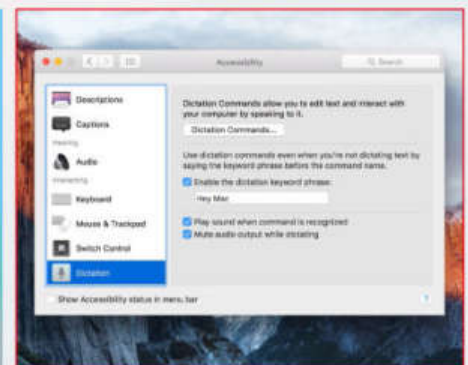 Accessibility
Search
Descriptions
Captions
Hearing
Audio
Interacting
Keyboard
Mouse & Trackpad
Switch Control
Dictation
Dictation Commands allow you to edit text and interact with
your computer by speaking to it.
Dictation Commands...
Use dictation commands even when you're not dictating text by
saying the keyword phrase before the command name.
Enable the dictation keyword phrase:
Hey Mac
Play sound when command is recognized
Mute audio output while dictating
Show Accessibility status in menu bar
?